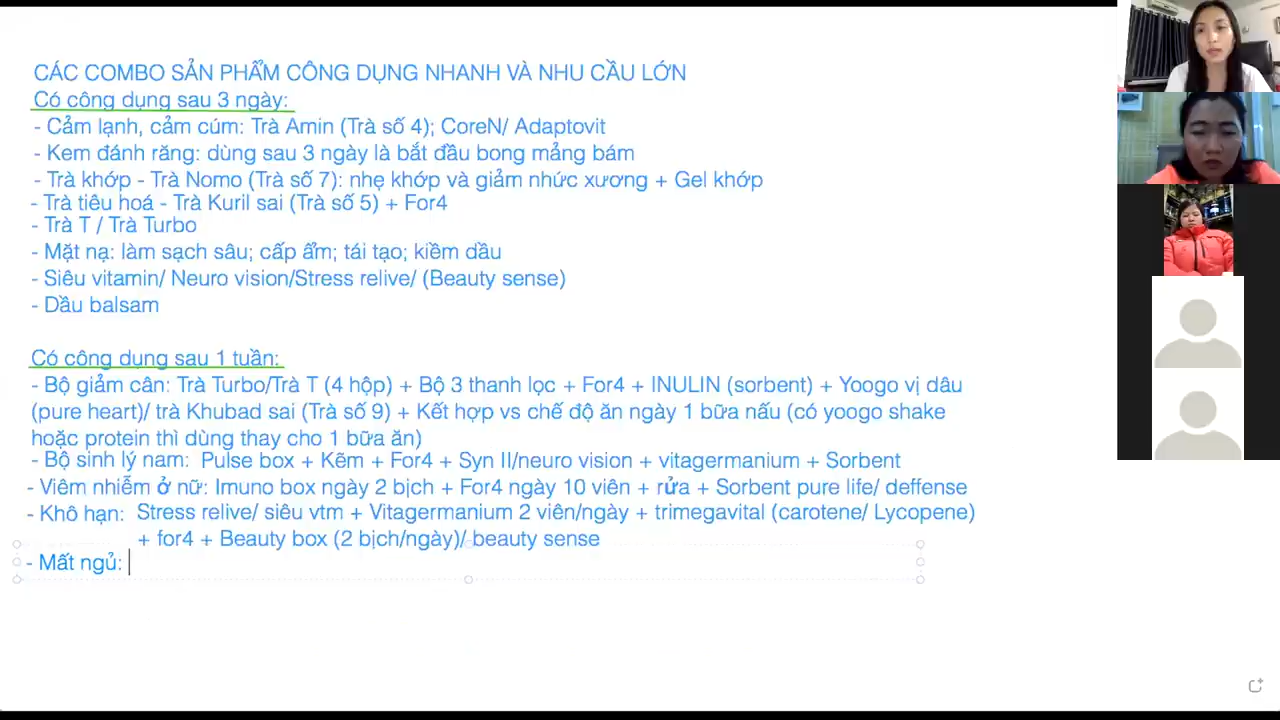 CÁC COMBO SẢN PHẨM CÔNG DỤNG NHANH VÀ NHU CẦU LỚN
Có công dụng sau 3 ngày:
- Cảm lạnh, cảm cúm: Trà Amin (Trà số 4); CoreN/ Adaptovit
- Kem đánh răng: dùng sau 3 ngày là bắt đầu bong mảng bám
- Trà khớp - Trà Nomo (Trà số 7): nhẹ khớp và giảm nhức xương + Gel khớp
- Trà tiêu hoá - Trà Kuril sai (Trà số 5) + For4
- Trà T / Trà Turbo
- Mặt nạ: làm sạch sâu; cấp ẩm; tái tạo; kiềm dầu
- Siêu vitamin/ Neuro vision/Stress relive/ (Beauty sense)
- Dầu balsam
Có công dụng sau 1 tuần:
- Bộ giảm cân: Trà Turbo/Trà T (4 hộp) + Bộ 3 thanh lọc + For4 + INULIN (sorbent) + Yoogo vị dâu
(pure heart)/ trà Khubad sai (Trà số 9) + Kết hợp vs chế độ ăn ngày 1 bữa nấu (có yoogo shake
hoặc protein thì dùng thay cho 1 bữa ăn)
- Bộ sinh lý nam: Pulse box + Kẽm + For4 + Syn II/neuro vision + vitagermanium + Sorbent
- Viêm nhiễm ở nữ: Imuno box ngày 2 bịch + For4 ngày 10 viên + rửa + Sorbent pure life/ deffense
- Khô hạn: Stress relive/ siêu vtm + Vitagermanium 2 viên/ngày + trimegavital (carotene/ Lycopene)
+ for4 + Beauty box (2 bịch/ngày)/ beauty sense
- Mất ngủ: